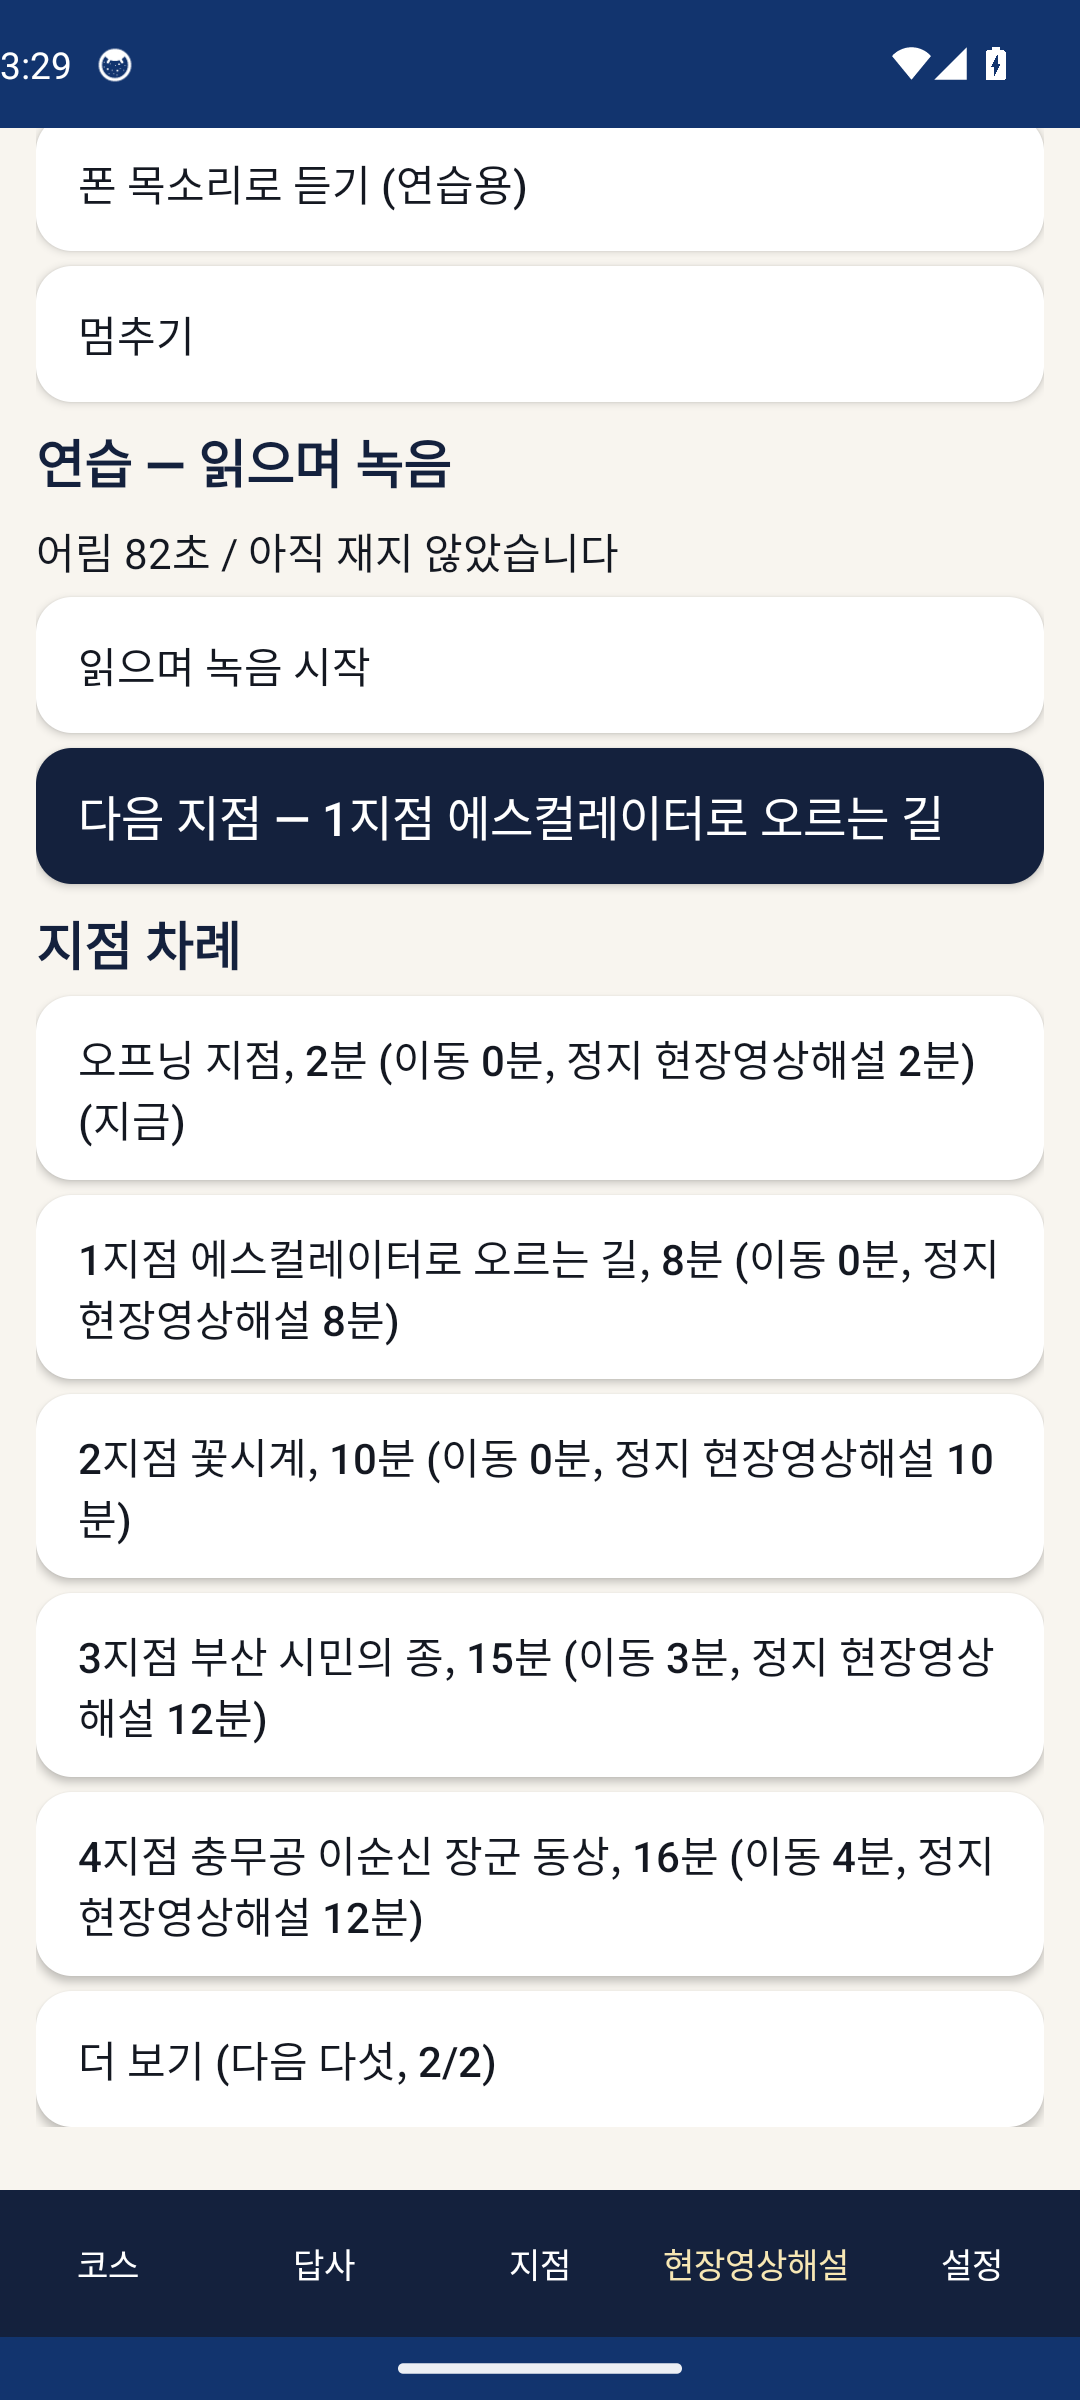 3:29
폰 목소리로 듣기 (연습용)
멈추기
연습 – 읽으며 녹음
어림 82초 / 아직 재지 않았습니다
읽으며 녹음 시작
다음 지점 – 1지점 에스컬레이터로 오르는 길
지점 차례
오프닝 지점, 2분 (이동 0분, 정지 현장영상해설 2분)
(지금)
1지점 에스컬레이터로 오르는 길, 8분 (이동 0분, 정지
현장영상해설 8분)
2지점 꽃시계, 10분 (이동 0분, 정지 현장영상해설 10
분)
3지점 부산 시민의 종, 15분 (이동 3분, 정지 현장영상
해설 12분)
4지점 충무공 이순신 장군 동상, 16분 (이동 4분, 정지
현장영상해설 12분)
더 보기 (다음 다섯, 2/2)
코스 답사 지점 현장영상해설 설정